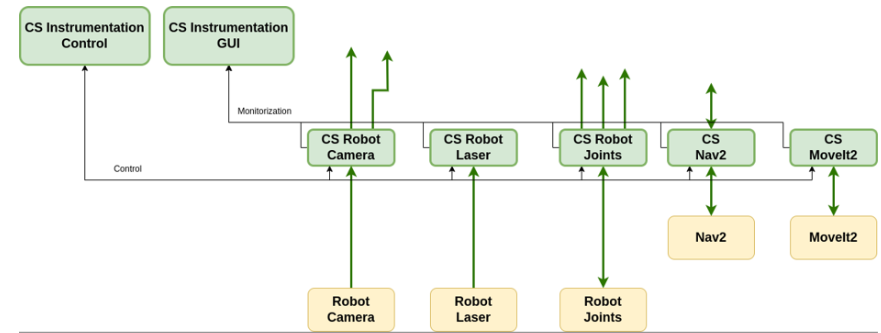 CS Instrumentation
Control
CS Instrumentation
GUI
Monitorization
CS Robot
Camera
CS Robot
Laser
CS Robot
Joints
CS
Nav2
CS
MoveIt2
Control
Nav2
MoveIt2
Robot
Camera
Robot
Laser
Robot
Joints